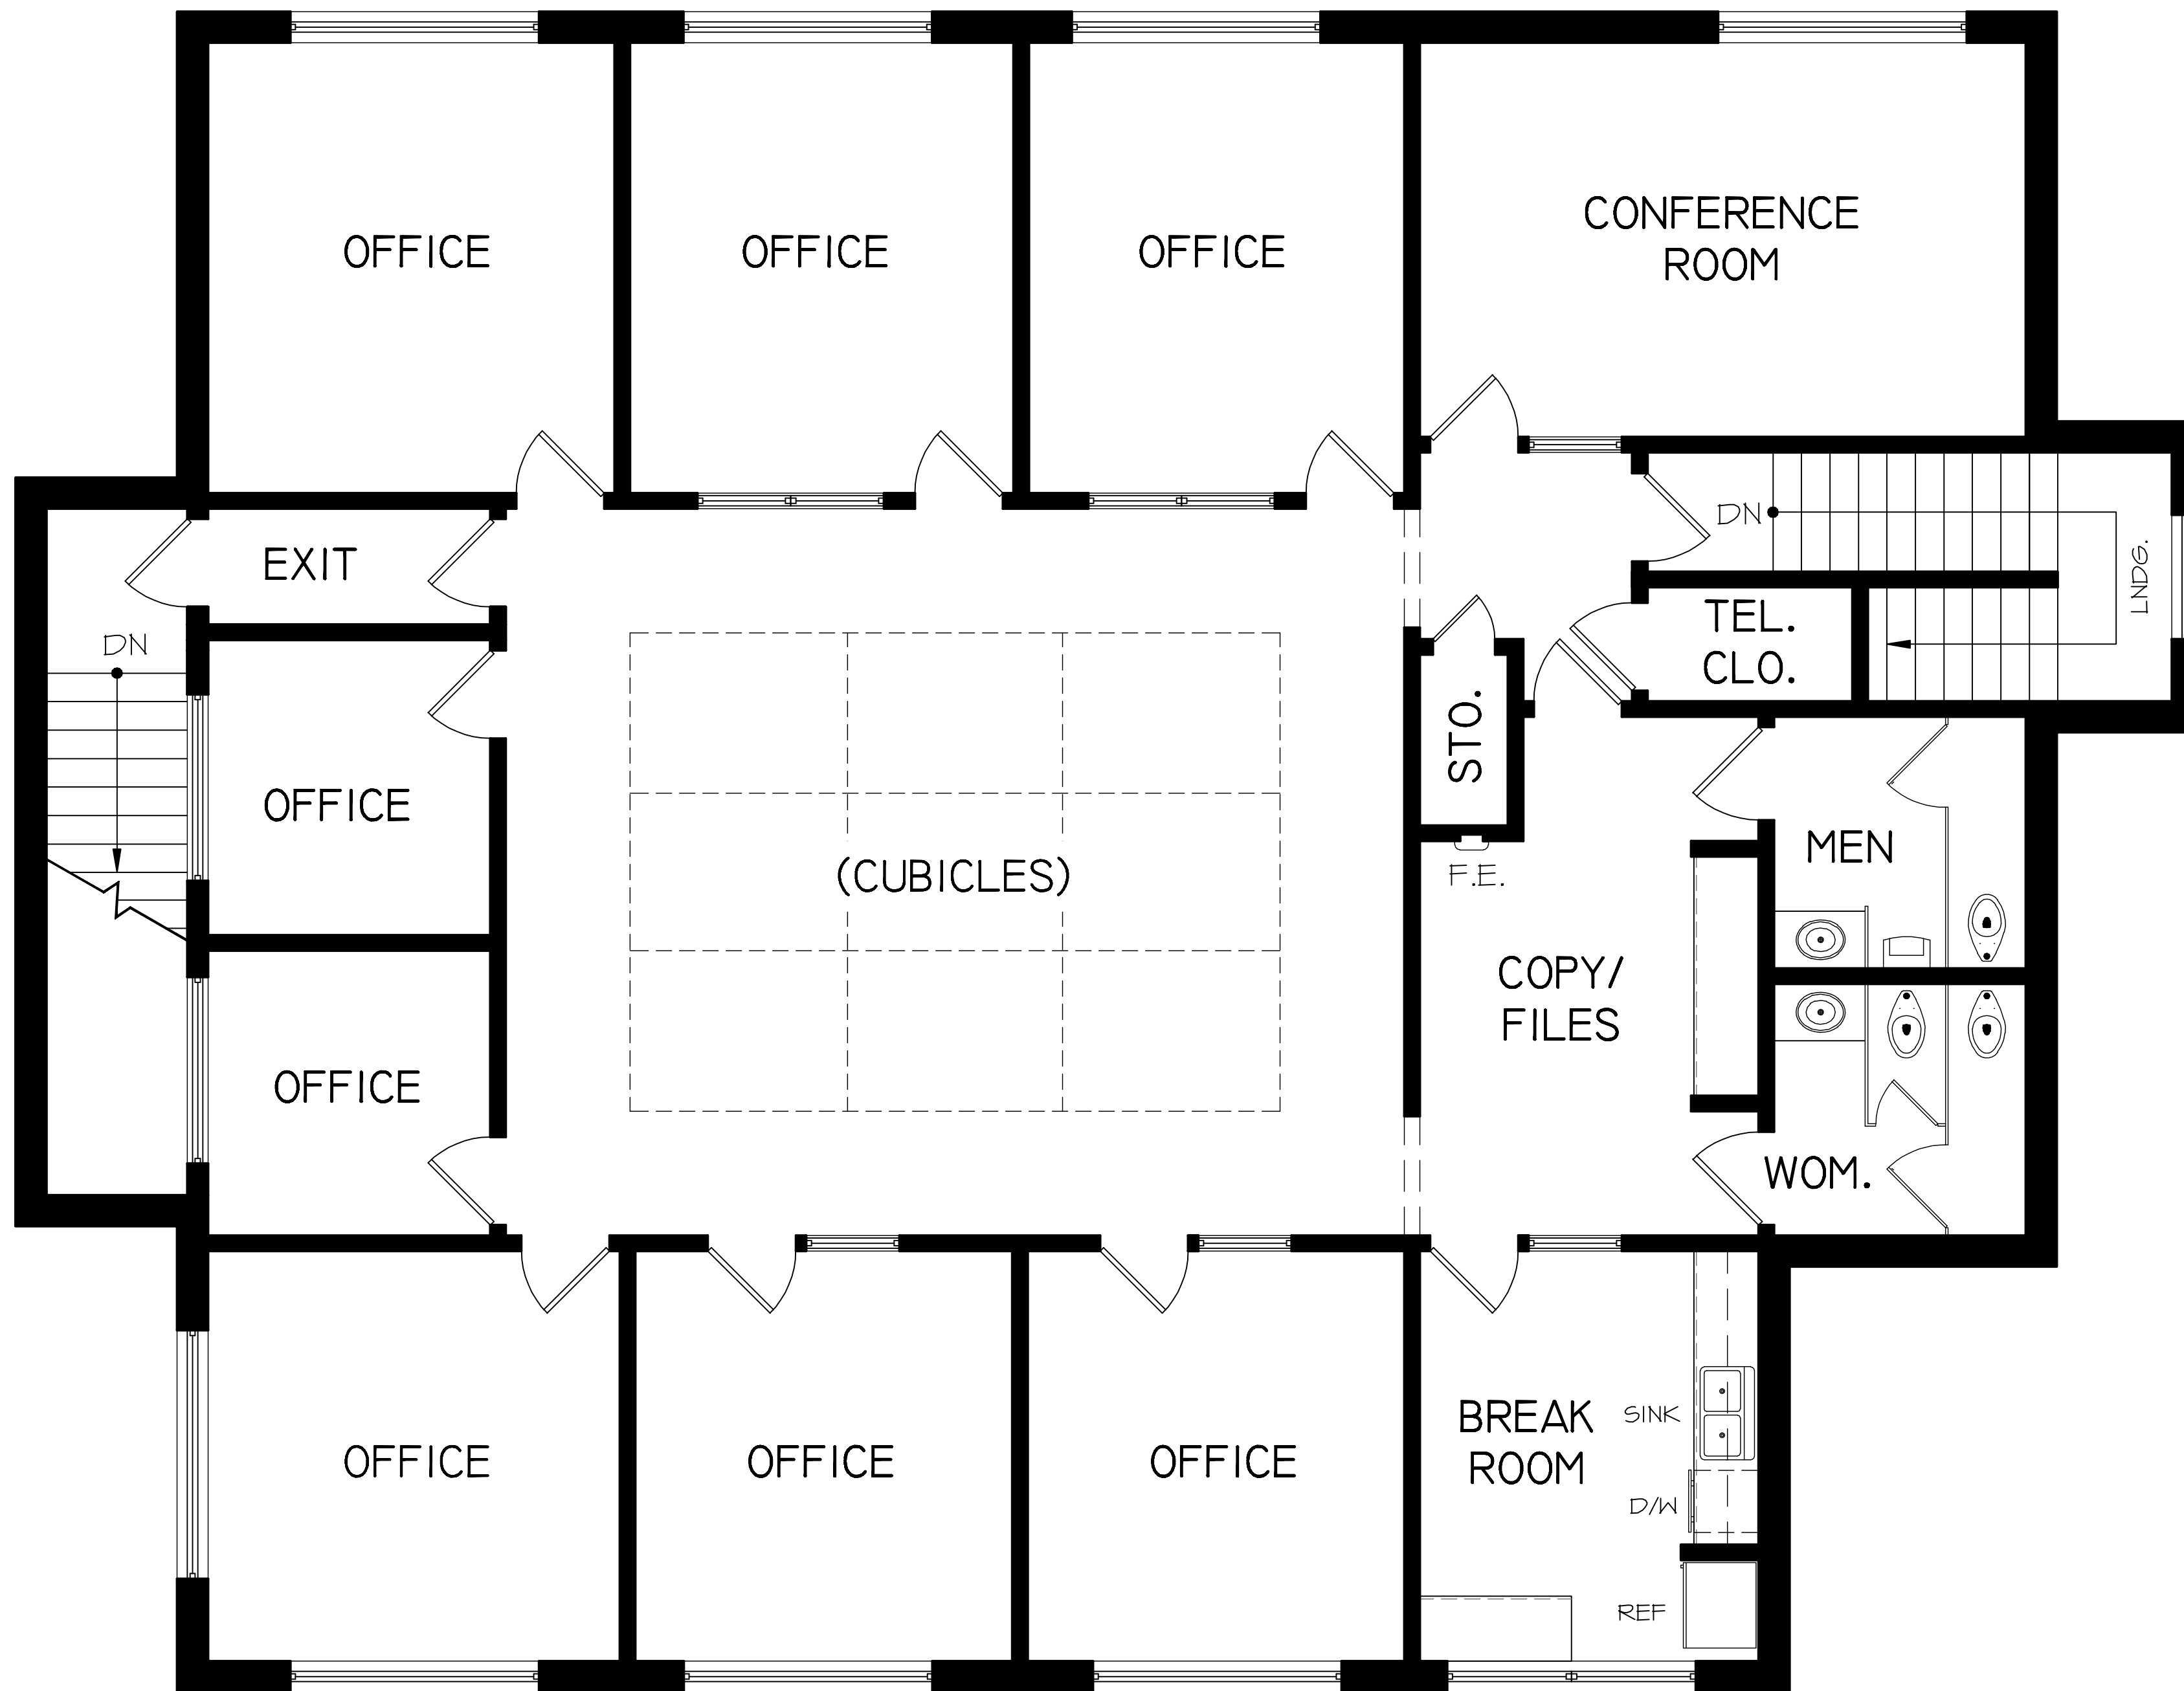 OFFICE
OFFICE
OFFICE
CONFERENCE
ROOM
EXIT
DN
LNDG.
DN
TEL.
CLO.
STO.
OFFICE
(CUBICLES)
F.E.
MEN
COPY/
FILES
OFFICE
WOM.
OFFICE
OFFICE
OFFICE
BREAK
ROOM
SINK
D/W
REF